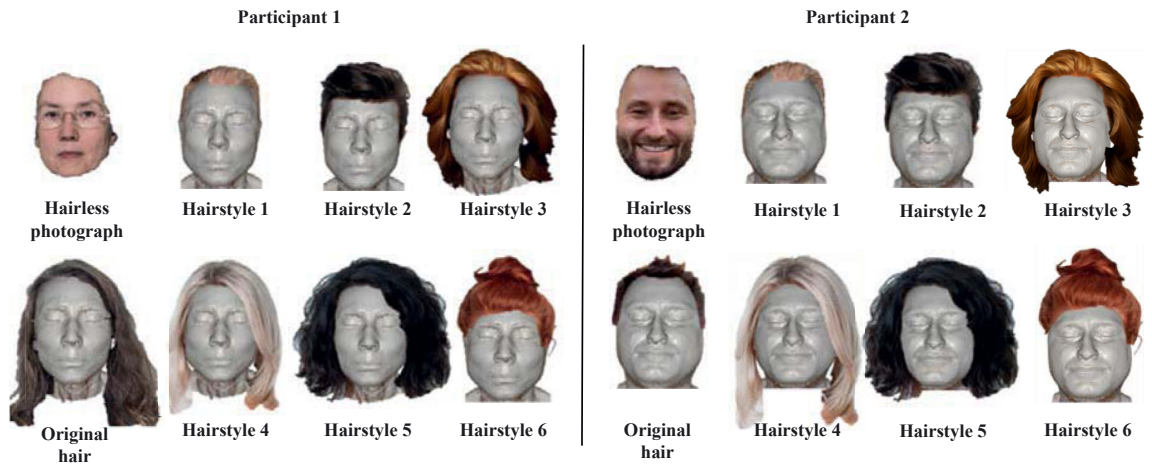 Participant 1
Participant 2
Hairless
photograph
Hairstyle 1
Hairstyle 2
Hairstyle 3
Hairless
photograph
Hairstyle 1
Hairstyle 2
Hairstyle 3
Original
hair
Hairstyle 4
Hairstyle 5
Hairstyle 6
Original
hair
Hairstyle 4
Hairstyle 5
Hairstyle 6